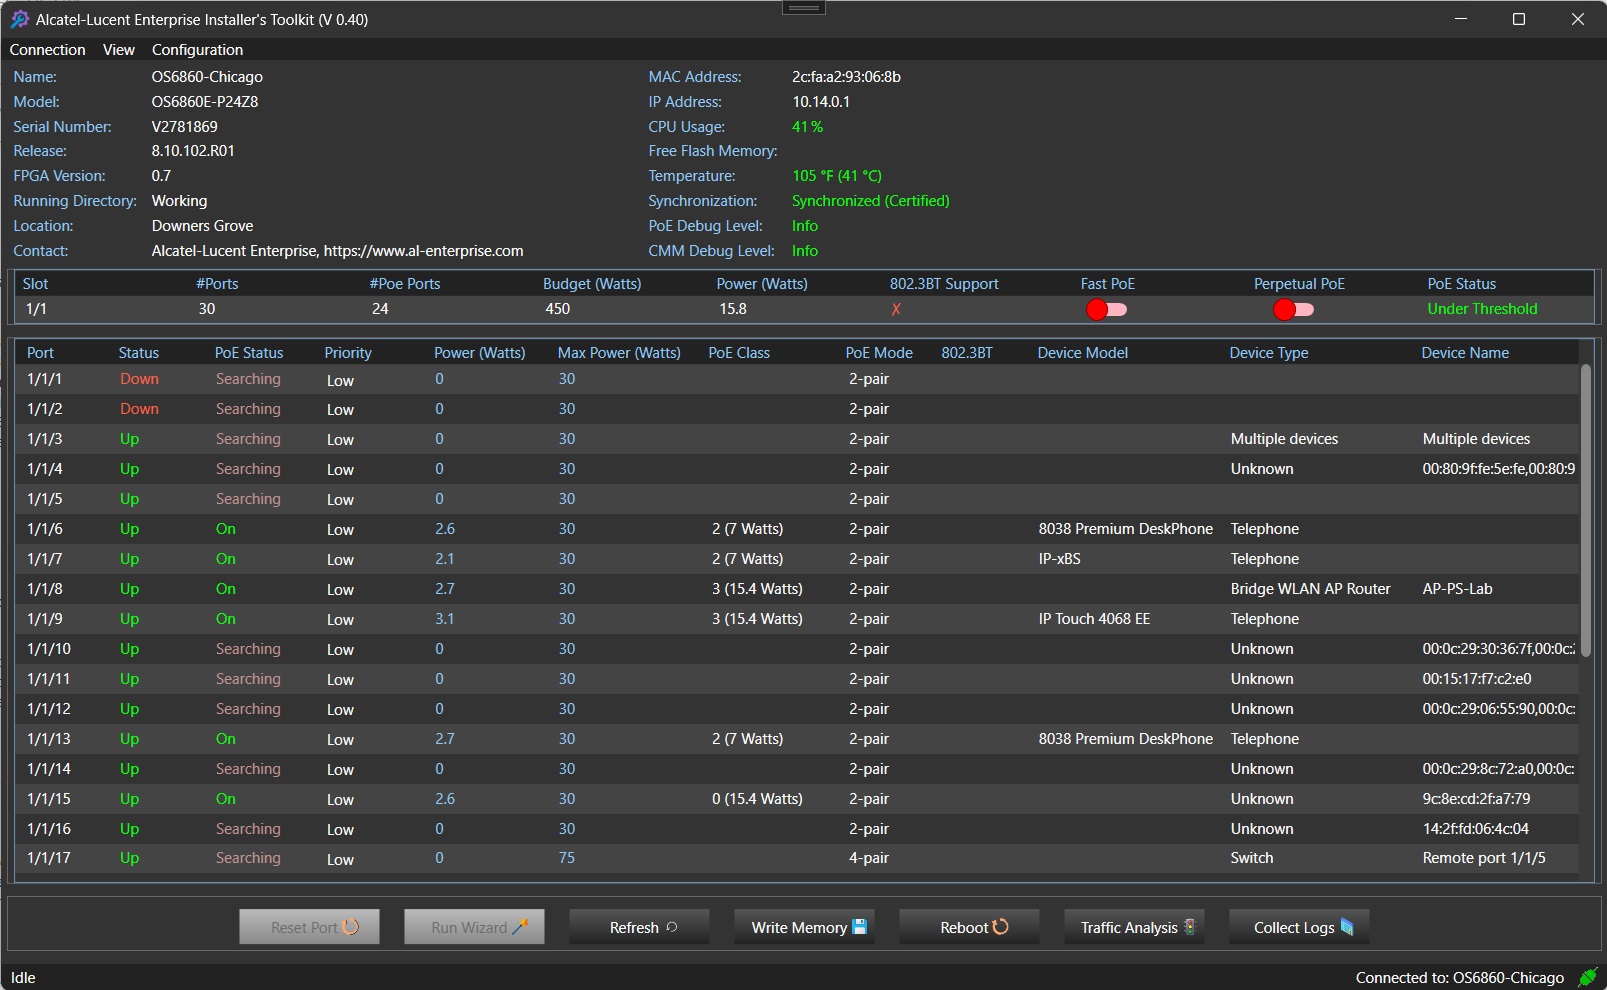 Alcatel-Lucent Enterprise Installer's Toolkit (V 0.40)
Connection View Configuration
Name: OS6860-Chicago MAC Address: 2c:fa:a2:93:06:8b
Model: OS6860E-P24Z8 IP Address: 10.14.0.1
Serial Number: V2781869 CPU Usage: 41%
Release: 8.10.102.R01 Free Flash Memory:
FPGA Version: 0.7 Temperature: 105 °F (41 °C)
Running Directory: Working Synchronization: Synchronized (Certified)
Location: Downers Grove PoE Debug Level: Info
Contact: Alcatel-Lucent Enterprise, https://www.al-enterprise.com CMM Debug Level: Info
Slot #Ports #Poe Ports Budget (Watts) Power (Watts) 802.3BT Support Fast PoE Perpetual PoE PoE Status
1/1 30 24 450 15.8 ✗ Under Threshold
Port Status PoE Status Priority Power (Watts) Max Power (Watts) PoE Class PoE Mode 802.3BT Device Model Device Type Device Name
1/1/1 Down Searching Low 0 30 2-pair
1/1/2 Down Searching Low 0 30 2-pair
1/1/3 Up Searching Low 0 30 2-pair Multiple devices Multiple devices
1/1/4 Up Searching Low 0 30 2-pair Unknown 00:80:9f:fe:5e:fe,00:80:9
1/1/5 Up Searching Low 0 30 2-pair
1/1/6 Up On Low 2.6 30 2 (7 Watts) 2-pair 8038 Premium DeskPhone Telephone
1/1/7 Up On Low 2.1 30 2 (7 Watts) 2-pair IP-xBS Telephone
1/1/8 Up On Low 2.7 30 3 (15.4 Watts) 2-pair Bridge WLAN AP Router AP-PS-Lab
1/1/9 Up On Low 3.1 30 3 (15.4 Watts) 2-pair IP Touch 4068 EE Telephone
1/1/10 Up Searching Low 0 30 2-pair Unknown 00:0c:29:30:36:7f,00:0c:2
1/1/11 Up Searching Low 0 30 2-pair Unknown 00:15:17:f7:c2:e0
1/1/12 Up Searching Low 0 30 2-pair Unknown 00:0c:29:06:55:90,00:0c:
1/1/13 Up On Low 2.7 30 2 (7 Watts) 2-pair 8038 Premium DeskPhone Telephone
1/1/14 Up Searching Low 0 30 2-pair Unknown 00:0c:29:8c:72:a0,00:0c:
1/1/15 Up On Low 2.6 30 0 (15.4 Watts) 2-pair Unknown 9c:8e:cd:2f:a7:79
1/1/16 Up Searching Low 0 30 2-pair Unknown 14:2f:fd:06:4c:04
1/1/17 Up Searching Low 0 75 4-pair Switch Remote port 1/1/5
Reset Port Run Wizard Refresh Write Memory Reboot Traffic Analysis Collect Logs
Idle Connected to: OS6860-Chicago